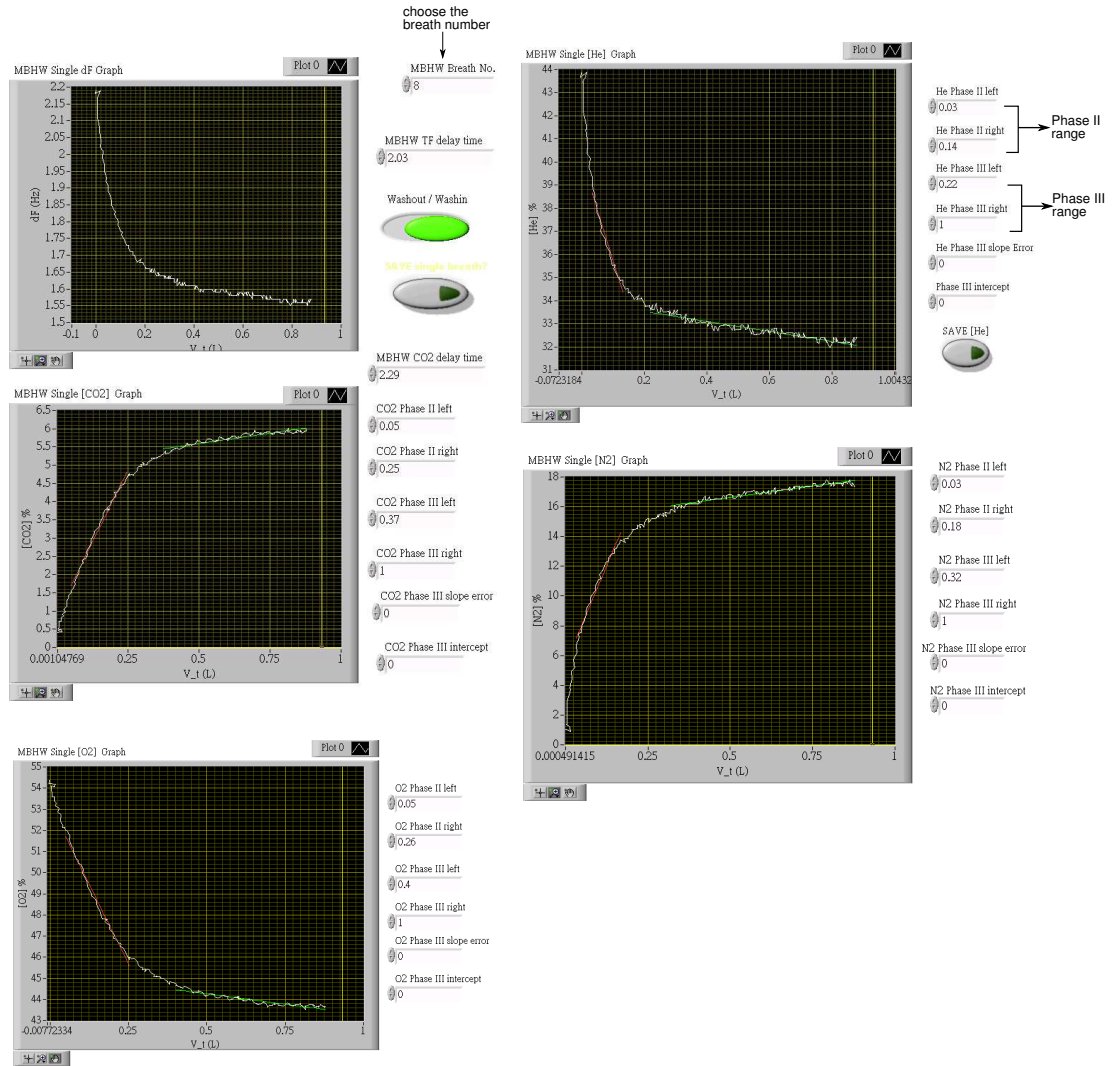 choose the
breath number
MBHW Single dF Graph
Plot 0
2.2
2.15
2.1
2.05
2
1.95
1.9
1.85
1.8
1.75
1.7
1.65
1.6
1.55
1.5
dF (Hz)
-0.1
0
0.2
0.4
0.6
0.8
1
V_t (L)
MBHW Breath No.
8
MBHW TF delay time
2.03
Washout / Washin
SAVE single breath?
MBHW Single [He] Graph
Plot 0
44
43
42
41
40
39
38
37
36
35
34
33
32
31
[He] %
-0.0723184
0.2
0.4
0.6
0.8
1.00432
V_t (L)
He Phase II left
0.03
He Phase II right
0.14
Phase II
range
He Phase III left
0.22
He Phase III right
1
Phase III
range
He Phase III slope Error
0
Phase III intercept
0
SAVE [He]
MBHW Single [CO2] Graph
Plot 0
6.5
6
5.5
5
4.5
4
3.5
3
2.5
2
1.5
1
0.5
0
[CO2] %
0.00104769
0.25
0.5
0.75
1
V_t (L)
MBHW CO2 delay time
2.29
CO2 Phase II left
0.05
CO2 Phase II right
0.25
CO2 Phase III left
0.37
CO2 Phase III right
1
CO2 Phase III slope error
0
CO2 Phase III intercept
0
MBHW Single [N2] Graph
Plot 0
18
16
14
12
10
8
6
4
2
0
[N2] %
0.000491415
0.25
0.5
0.75
1
V_t (L)
N2 Phase II left
0.03
N2 Phase II right
0.18
N2 Phase III left
0.32
N2 Phase III right
1
N2 Phase III slope error
0
N2 Phase III intercept
0
MBHW Single [O2] Graph
Plot 0
55
54
53
52
51
50
49
48
47
46
45
44
43
[O2] %
-0.00772334
0.25
0.5
0.75
1
V_t (L)
O2 Phase II left
0.05
O2 Phase II right
0.26
O2 Phase III left
0.4
O2 Phase III right
1
O2 Phase III slope error
0
O2 Phase III intercept
0